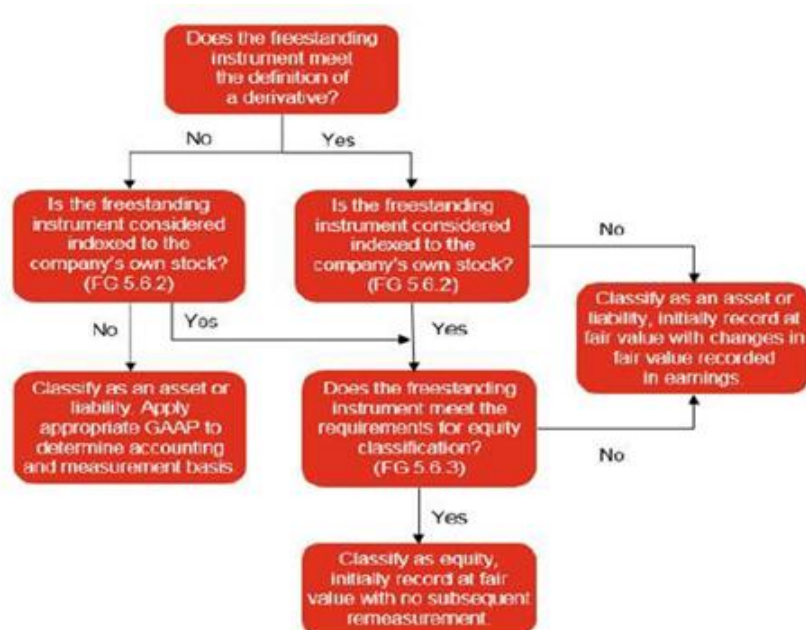 Does the freestanding
instrument meet
the definition of
a derivative?
No
Yes
Is the freestanding
instrument considered
indexed to the
company's own stock?
(FG 5.6.2)
Is the freestanding
instrument considered
indexed to the
company's own stock?
(FG 5.6.2)
No
No
Yes
Yes
Classify as an asset or
liability, initially record at
fair value with changes in
fair value recorded
in earnings.
Classify as an asset or
liability. Apply
appropriate GAAP to
determine accounting
and measurement basis
Does the freestanding
instrument meet the
requirements for equity
classification?
(FG 5.6.3)
No
Yes
Classify as equity,
initially record at fair
value with no subsequent
remeasurement.